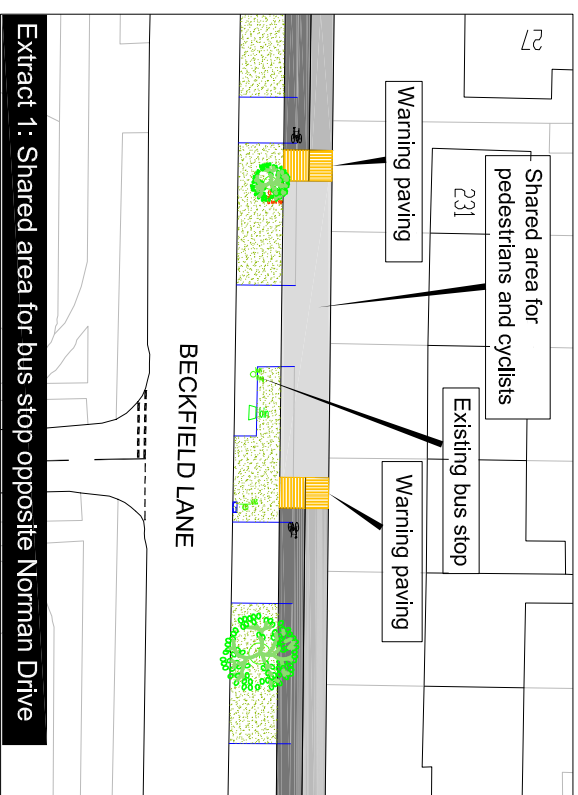 27
231
Shared area for
pedestrians and cyclists
Warning paving
Existing bus stop
Warning paving
BECKFIELD LANE
Extract 1: Shared area for bus stop opposite Norman Drive